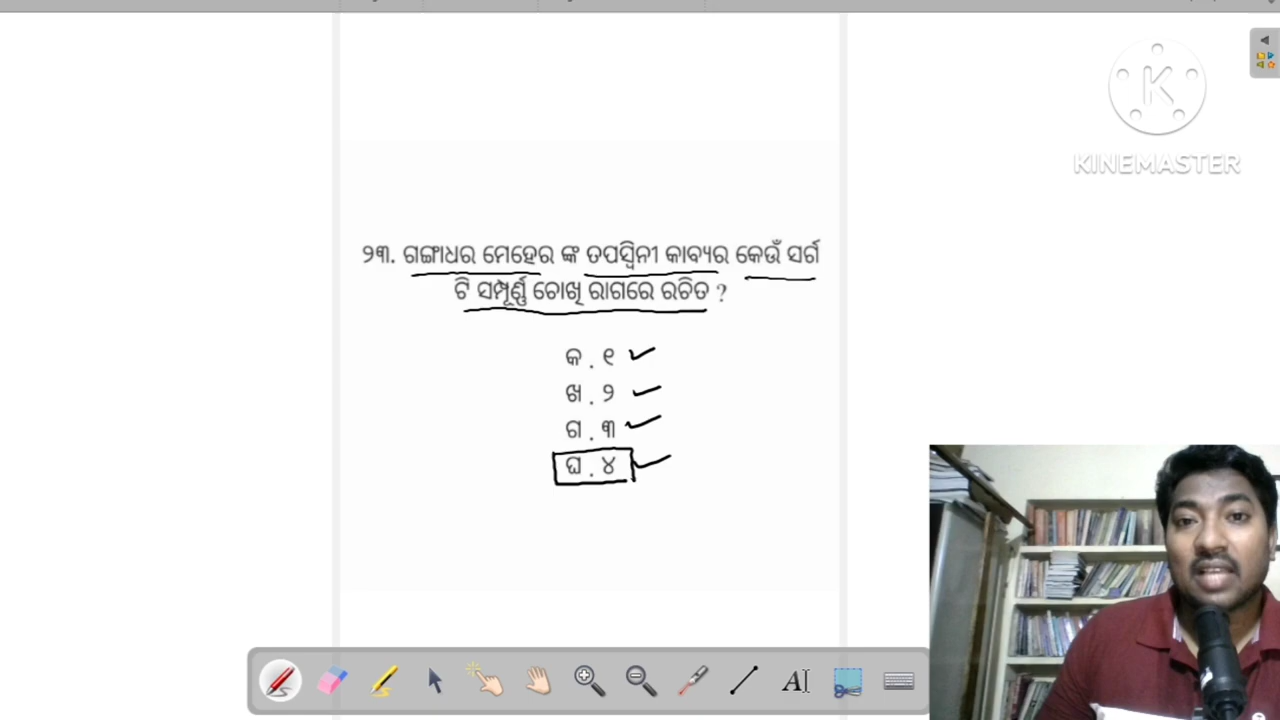 KINEMASTER
୨୩. ଗଙ୍ଗାଧର ମେହେର ଙ୍କ ତପସ୍ୱିନୀ କାବ୍ୟର କେଉଁ ସର୍ଗ
ଟି ସମ୍ପୂର୍ଣ୍ଣ ଚୋଖି ରାଗରେ ରଚିତ ?
କ . ୧
ଖ . ୨
ଗ . ୩
ଘ . ୪